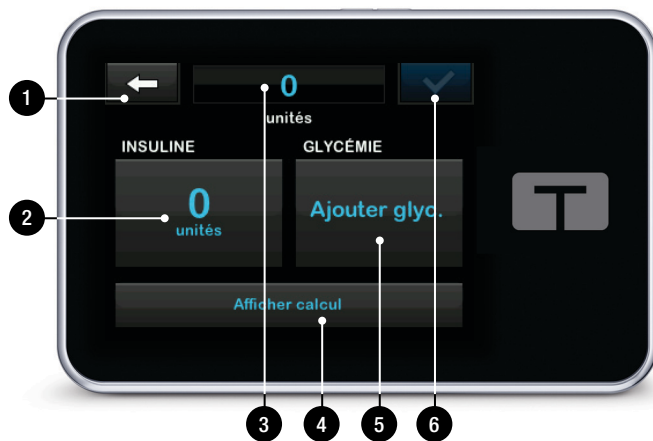 0
unités
INSULINE
GLYCÉMIE
0
unités
Ajouter glyc.
Afficher calcul
T
1
2
3
4
5
6